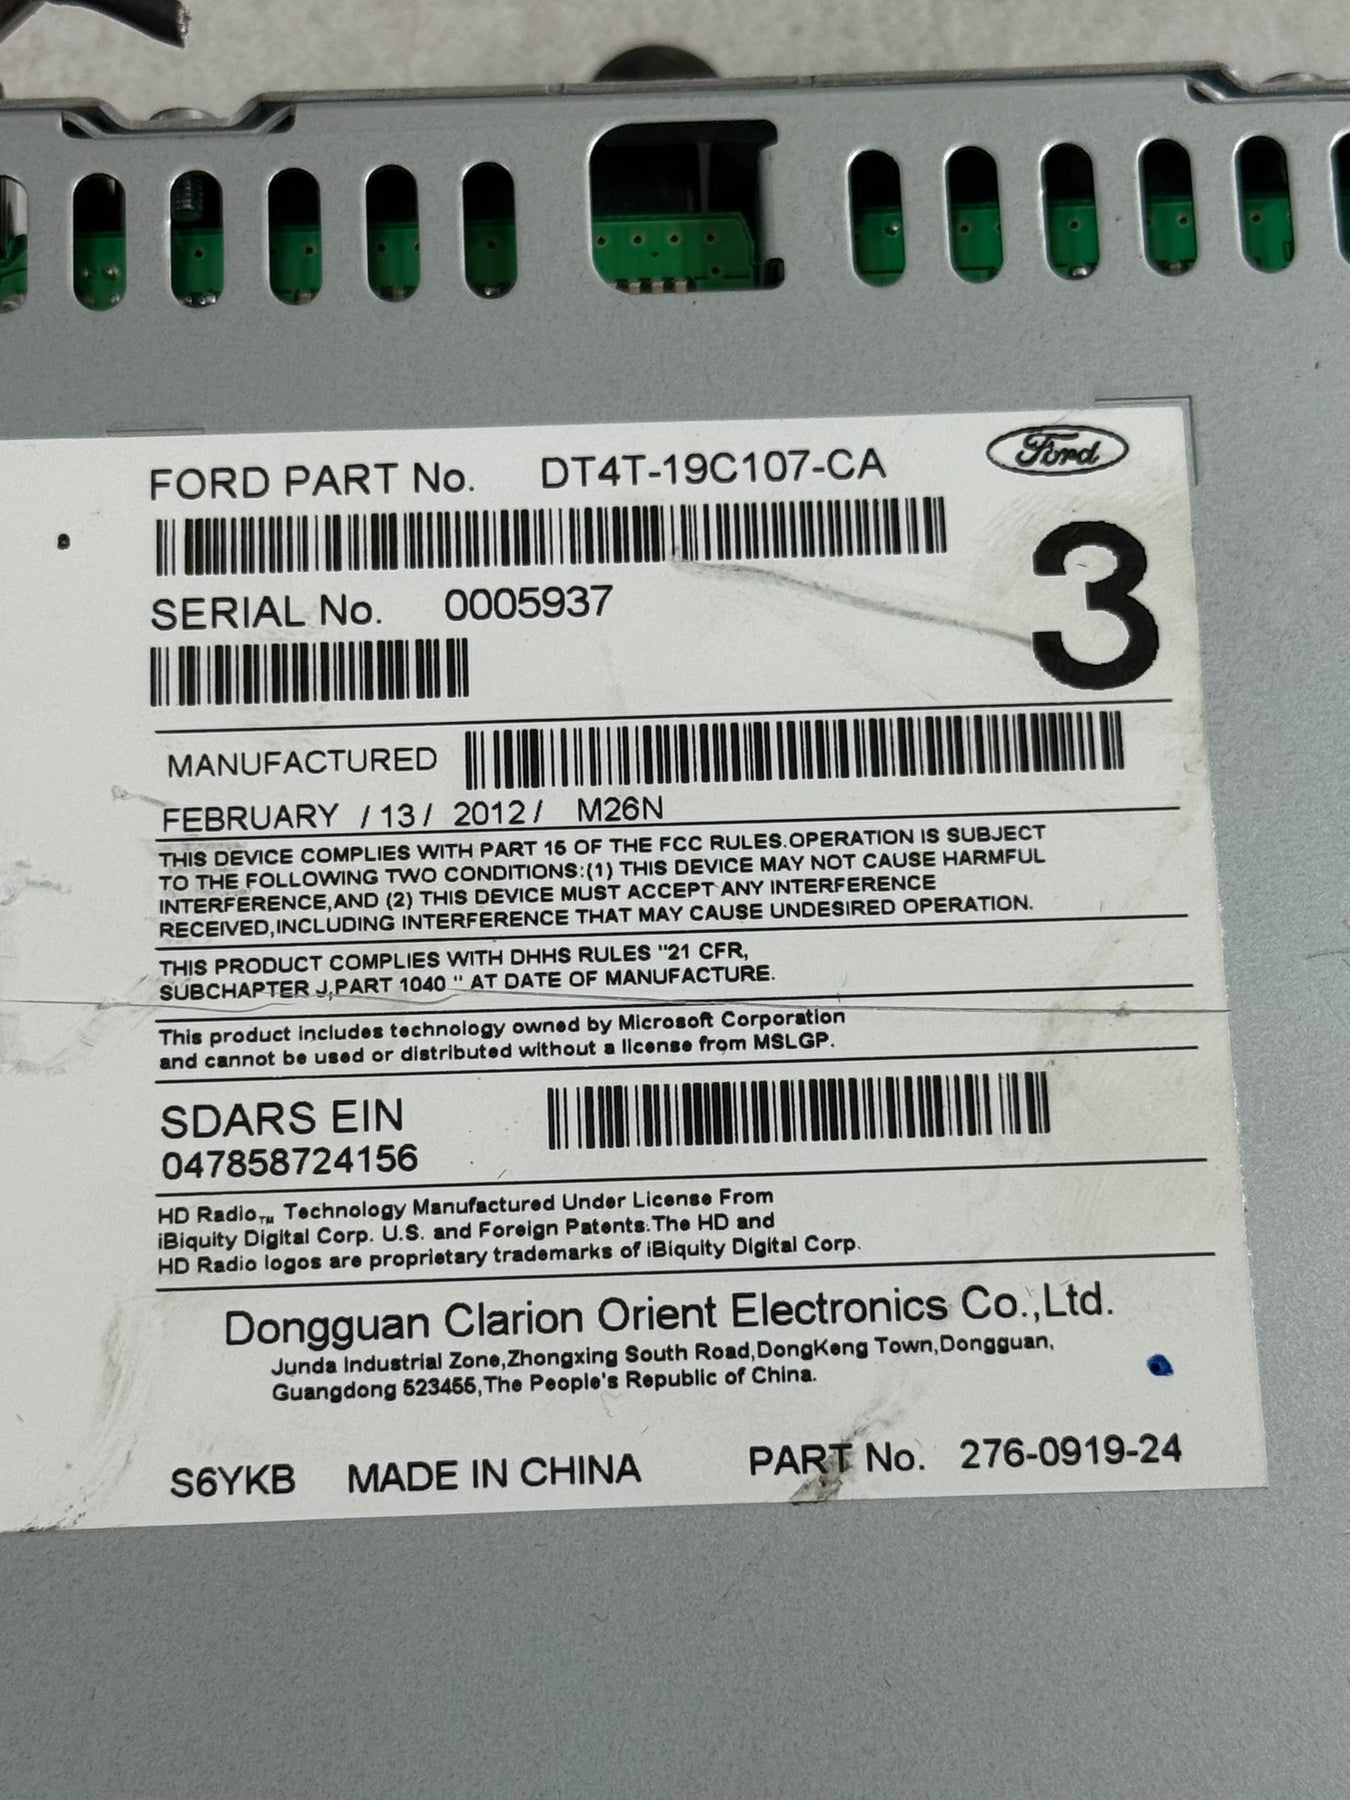 FORD PART No. DT4T-19C107-CA
Ford
SERIAL No. 0005937
3
MANUFACTURED
FEBRUARY / 13 / 2012 / M26N
THIS DEVICE COMPLIES WITH PART 15 OF THE FCC RULES.OPERATION IS SUBJECT
TO THE FOLLOWING TWO CONDITIONS:(1) THIS DEVICE MAY NOT CAUSE HARMFUL
INTERFERENCE,AND (2) THIS DEVICE MUST ACCEPT ANY INTERFERENCE
RECEIVED,INCLUDING INTERFERENCE THAT MAY CAUSE UNDESIRED OPERATION.
THIS PRODUCT COMPLIES WITH DHHS RULES "21 CFR,
SUBCHAPTER J,PART 1040 " AT DATE OF MANUFACTURE.
This product includes technology owned by Microsoft Corporation
and cannot be used or distributed without a license from MSLGP.
SDARS EIN
047858724156
HD Radio™ Technology Manufactured Under License From
iBiquity Digital Corp. U.S. and Foreign Patents.The HD and
HD Radio logos are proprietary trademarks of iBiquity Digital Corp.
Dongguan Clarion Orient Electronics Co.,Ltd.
Junda Industrial Zone,Zhongxing South Road,DongKeng Town,Dongguan,
Guangdong 523455,The People's Republic of China.
S6YKB MADE IN CHINA PART No. 276-0919-24